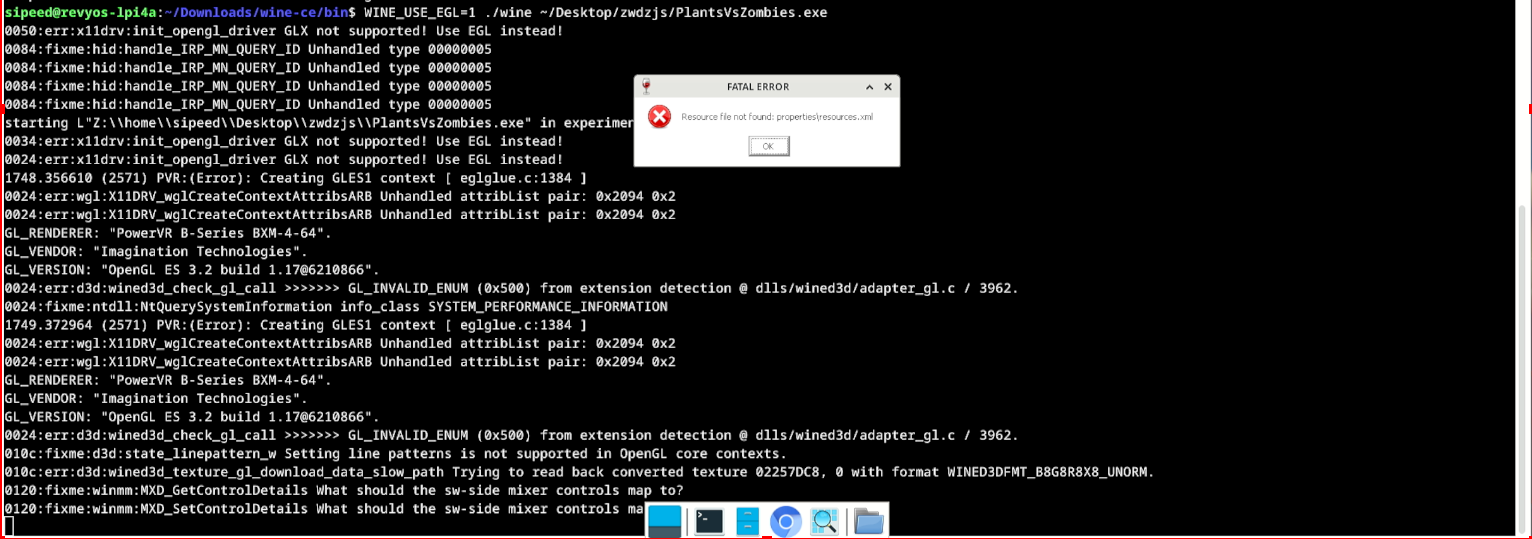 sipeed@revyos-lpi4a:~/Downloads/wine-ce/bin$ WINE_USE_EGL=1 ./wine ~/Desktop/zwdzjs/PlantsVsZombies.exe
0050:err:x11drv:init_opengl_driver GLX not supported! Use EGL instead!
0084:fixme:hid:handle_IRP_MN_QUERY_ID Unhandled type 00000005
0084:fixme:hid:handle_IRP_MN_QUERY_ID Unhandled type 00000005
0084:fixme:hid:handle_IRP_MN_QUERY_ID Unhandled type 00000005
0084:fixme:hid:handle_IRP_MN_QUERY_ID Unhandled type 00000005
starting L"Z:\\home\\sipeed\\Desktop\\zwdzjs\\PlantsVsZombies.exe" in experimen
0034:err:x11drv:init_opengl_driver GLX not supported! Use EGL instead!
0024:err:x11drv:init_opengl_driver GLX not supported! Use EGL instead!
1748.356610 (2571) PVR:(Error): Creating GLES1 context [ eglglue.c:1384 ]
0024:err:wgl:X11DRV_wglCreateContextAttribsARB Unhandled attribList pair: 0x2094 0x2
0024:err:wgl:X11DRV_wglCreateContextAttribsARB Unhandled attribList pair: 0x2094 0x2
GL_RENDERER: "PowerVR B-Series BXM-4-64".
GL_VENDOR: "Imagination Technologies".
GL_VERSION: "OpenGL ES 3.2 build 1.17@6210866".
0024:err:d3d:wined3d_check_gl_call >>>>>>> GL_INVALID_ENUM (0x500) from extension detection @ dlls/wined3d/adapter_gl.c / 3962.
0024:fixme:ntdll:NtQuerySystemInformation info_class SYSTEM_PERFORMANCE_INFORMATION
1749.372964 (2571) PVR:(Error): Creating GLES1 context [ eglglue.c:1384 ]
0024:err:wgl:X11DRV_wglCreateContextAttribsARB Unhandled attribList pair: 0x2094 0x2
0024:err:wgl:X11DRV_wglCreateContextAttribsARB Unhandled attribList pair: 0x2094 0x2
GL_RENDERER: "PowerVR B-Series BXM-4-64".
GL_VENDOR: "Imagination Technologies".
GL_VERSION: "OpenGL ES 3.2 build 1.17@6210866".
0024:err:d3d:wined3d_check_gl_call >>>>>>> GL_INVALID_ENUM (0x500) from extension detection @ dlls/wined3d/adapter_gl.c / 3962.
010c:fixme:d3d:state_linepattern_w Setting line patterns is not supported in OpenGL core contexts.
010c:err:d3d:wined3d_texture_gl_download_data_slow_path Trying to read back converted texture 02257DC8, 0 with format WINED3DFMT_B8G8R8X8_UNORM.
0120:fixme:winmm:MXD_GetControlDetails What should the sw-side mixer controls map to?
0120:fixme:winmm:MXD_SetControlDetails What should the sw-side mixer controls ma
FATAL ERROR
Resource file not found: properties\resources.xml
OK